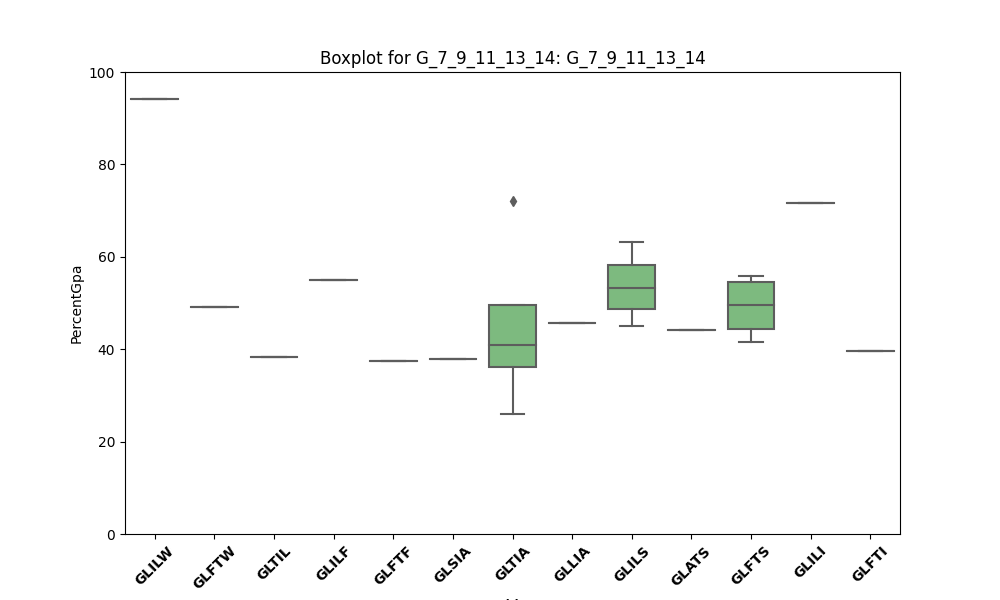 Boxplot for G_7_9_11_13_14: G_7_9_11_13_14
PercentGpa
100
80
60
40
20
0
GLILW
GLFTW
GLTIL
GLILF
GLFTF
GLSIA
GLTIA
GLLIA
GLILS
GLATS
GLFTS
GLILI
GLFTI